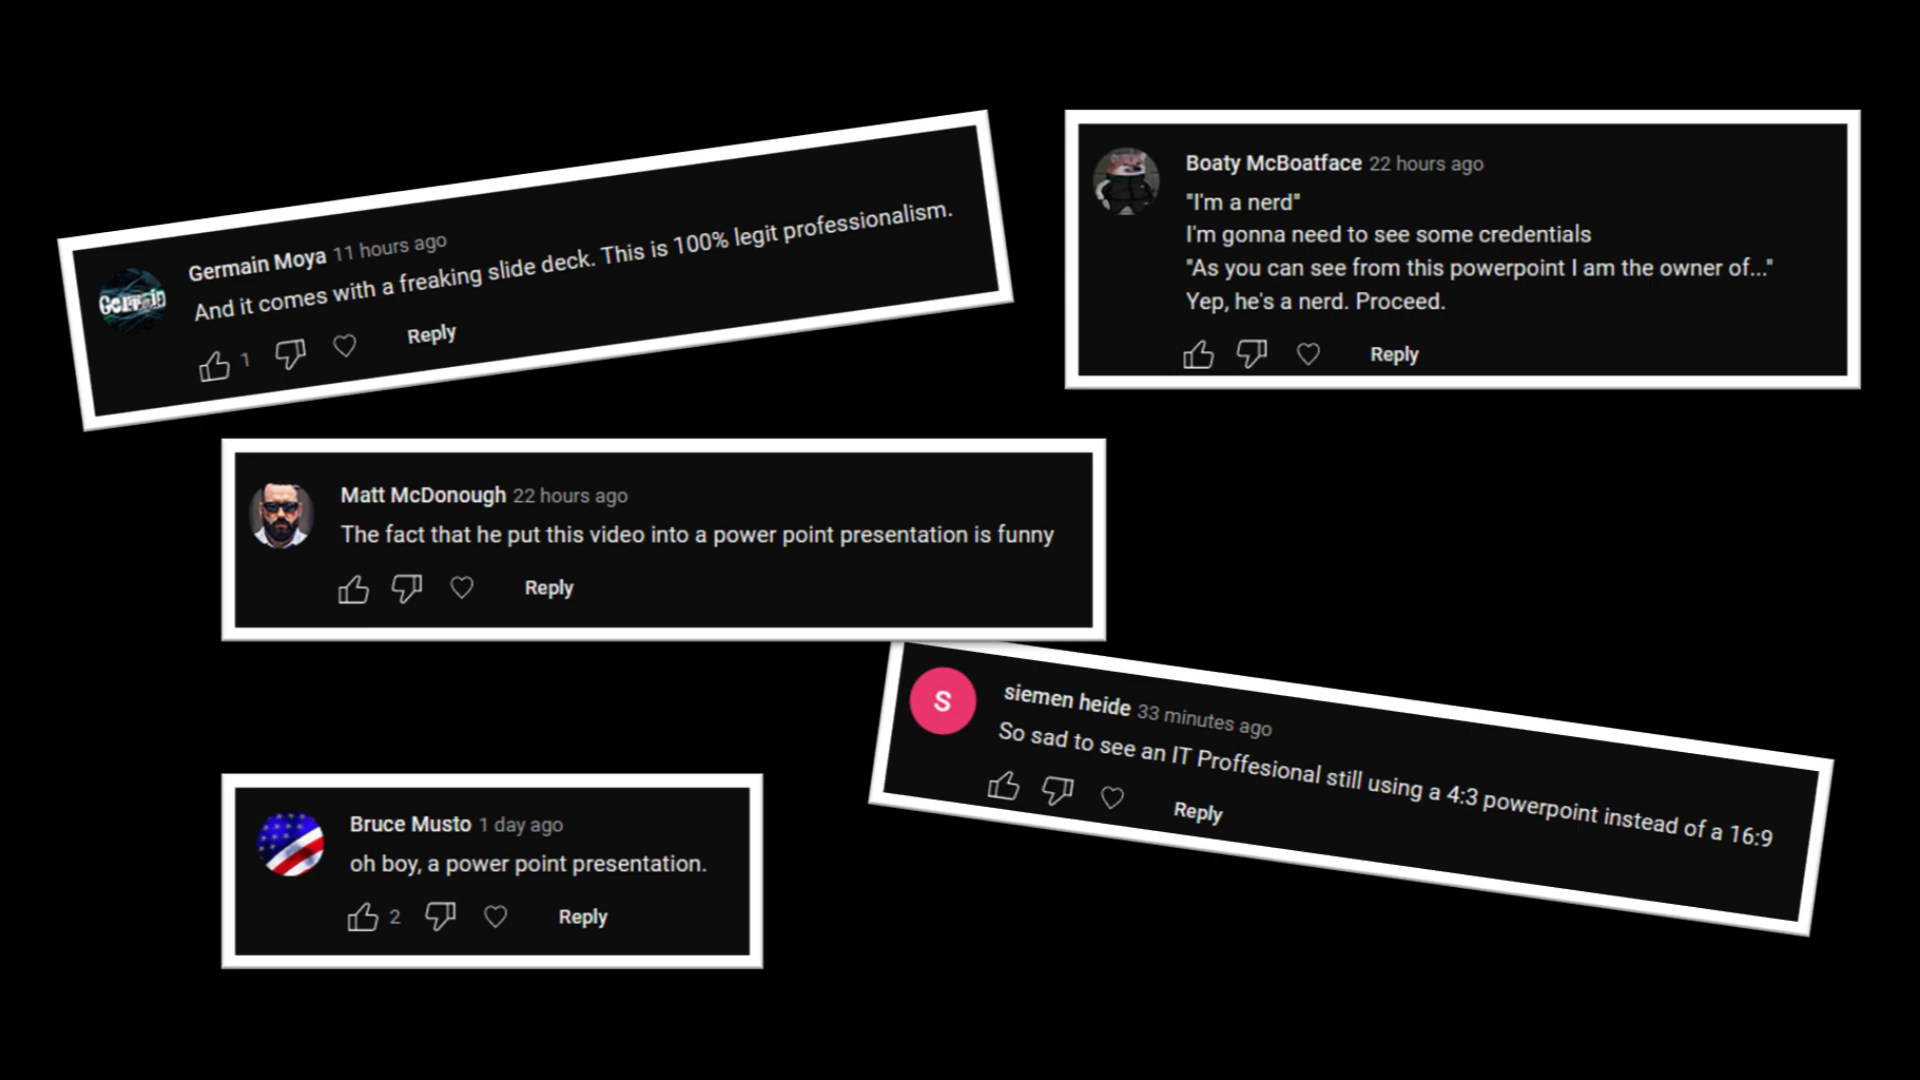 Germain Moya 11 hours ago
And it comes with a freaking slide deck. This is 100% legit professionalism.
1 Reply
Boaty McBoatface 22 hours ago
"I'm a nerd"
I'm gonna need to see some credentials
"As you can see from this powerpoint I am the owner of..."
Yep, he's a nerd. Proceed.
Reply
Matt McDonough 22 hours ago
The fact that he put this video into a power point presentation is funny
Reply
S
siemen heide 33 minutes ago
So sad to see an IT Proffesional still using a 4:3 powerpoint instead of a 16:9
Reply
Bruce Musto 1 day ago
oh boy, a power point presentation.
2 Reply